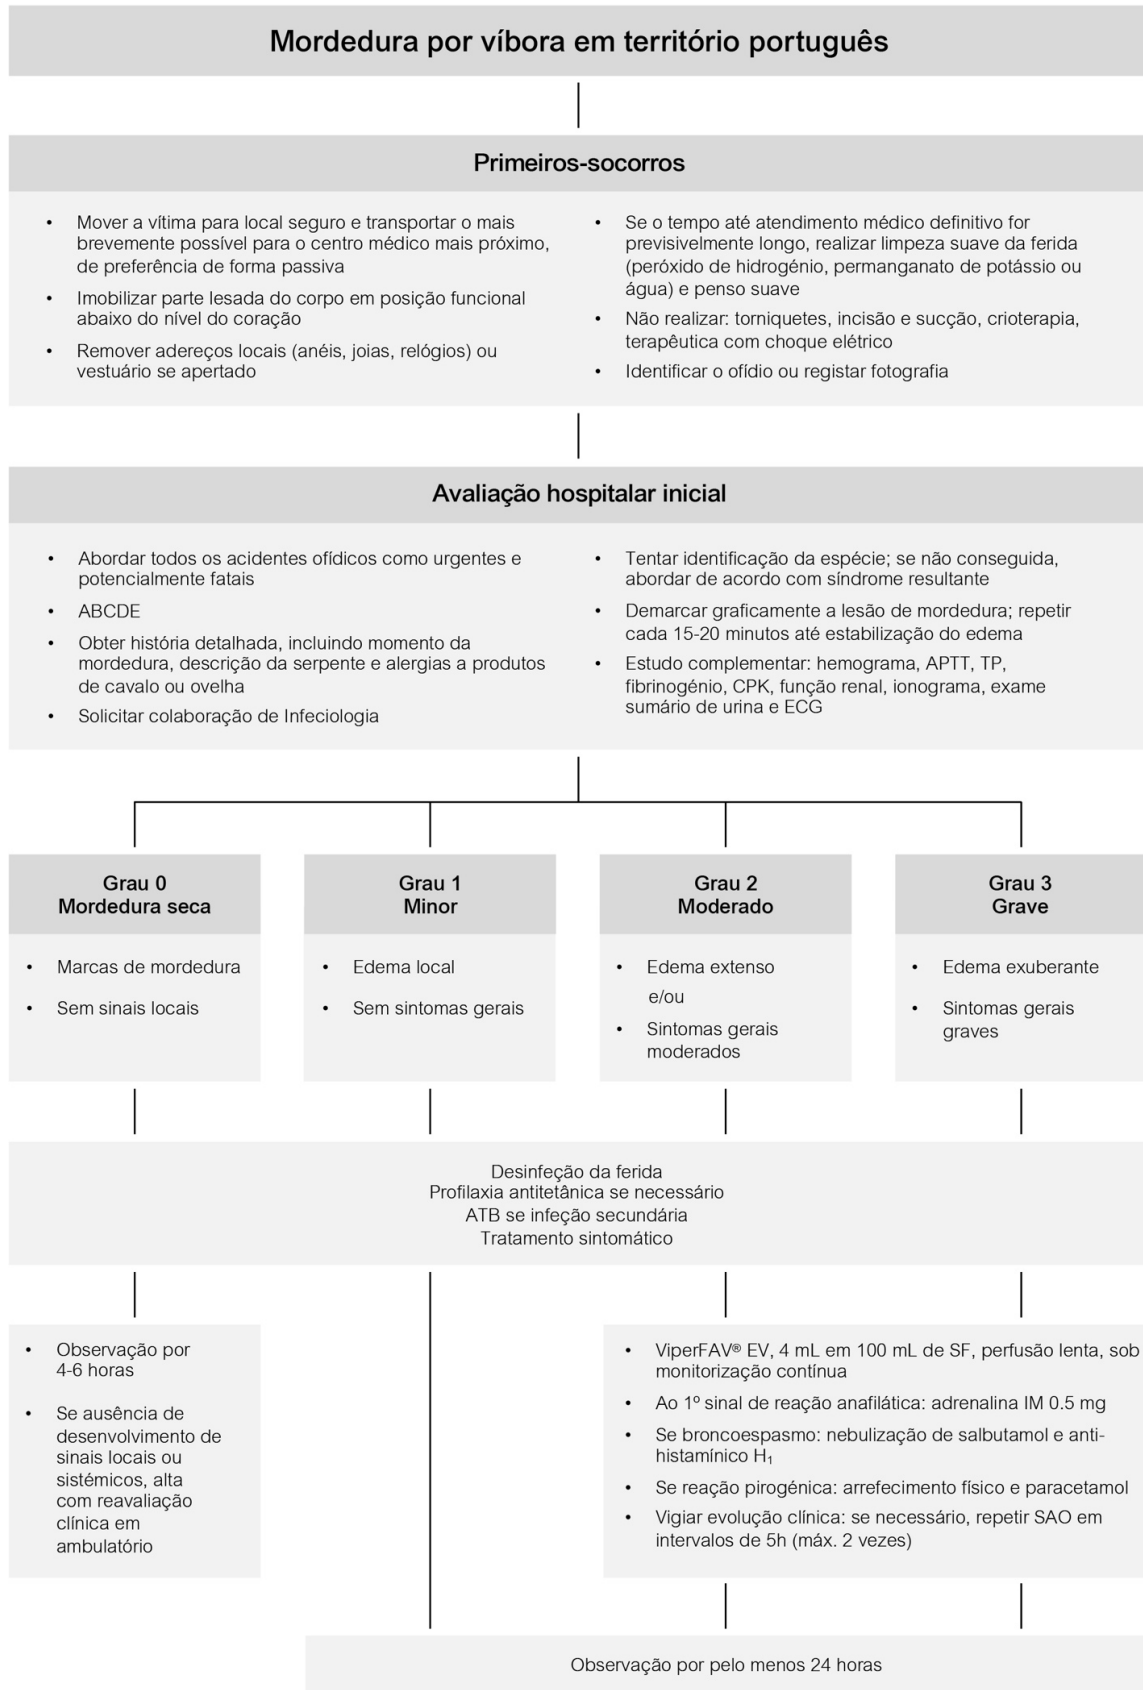 Mordedura por víbora em território português
Primeiros-socorros
• Mover a vítima para local seguro e transportar o mais
brevemente possível para o centro médico mais próximo,
de preferência de forma passiva
• Imobilizar parte lesada do corpo em posição funcional
abaixo do nível do coração
• Remover adereços locais (anéis, joias, relógios) ou
vestuário se apertado
• Se o tempo até atendimento médico definitivo for
previsivelmente longo, realizar limpeza suave da ferida
(peróxido de hidrogénio, permanganato de potássio ou
água) e penso suave
• Não realizar: torniquetes, incisão e sucção, crioterapia,
terapêutica com choque elétrico
• Identificar o ofídio ou registar fotografia
Avaliação hospitalar inicial
• Abordar todos os acidentes ofídicos como urgentes e
potencialmente fatais
• ABCDE
• Obter história detalhada, incluindo momento da
mordedura, descrição da serpente e alergias a produtos
de cavalo ou ovelha
• Solicitar colaboração de Infeciologia
• Tentar identificação da espécie; se não conseguida,
abordar de acordo com síndrome resultante
• Demarcar graficamente a lesão de mordedura; repetir
cada 15-20 minutos até estabilização do edema
• Estudo complementar: hemograma, APTT, TP,
fibrinogénio, CPK, função renal, ionograma, exame
sumário de urina e ECG
Grau 0
Mordedura seca
• Marcas de mordedura
• Sem sinais locais
Grau 1
Minor
• Edema local
• Sem sintomas gerais
Grau 2
Moderado
• Edema extenso
e/ou
• Sintomas gerais
moderados
Grau 3
Grave
• Edema exuberante
• Sintomas gerais
graves
Desinfeção da ferida
Profilaxia antitetânica se necessário
ATB se infeção secundária
Tratamento sintomático
• Observação por
4-6 horas
• Se ausência de
desenvolvimento de
sinais locais ou
sistémicos, alta
com reavaliação
clínica em
ambulatório
• ViperFAV® EV, 4 mL em 100 mL de SF, perfusão lenta, sob
monitorização contínua
• Ao 1º sinal de reação anafilática: adrenalina IM 0.5 mg
• Se broncoespasmo: nebulização de salbutamol e anti-
histamínico H₁
• Se reação pirogénica: arrefecimento físico e paracetamol
• Vigiar evolução clínica: se necessário, repetir SAO em
intervalos de 5h (máx. 2 vezes)
Observação por pelo menos 24 horas